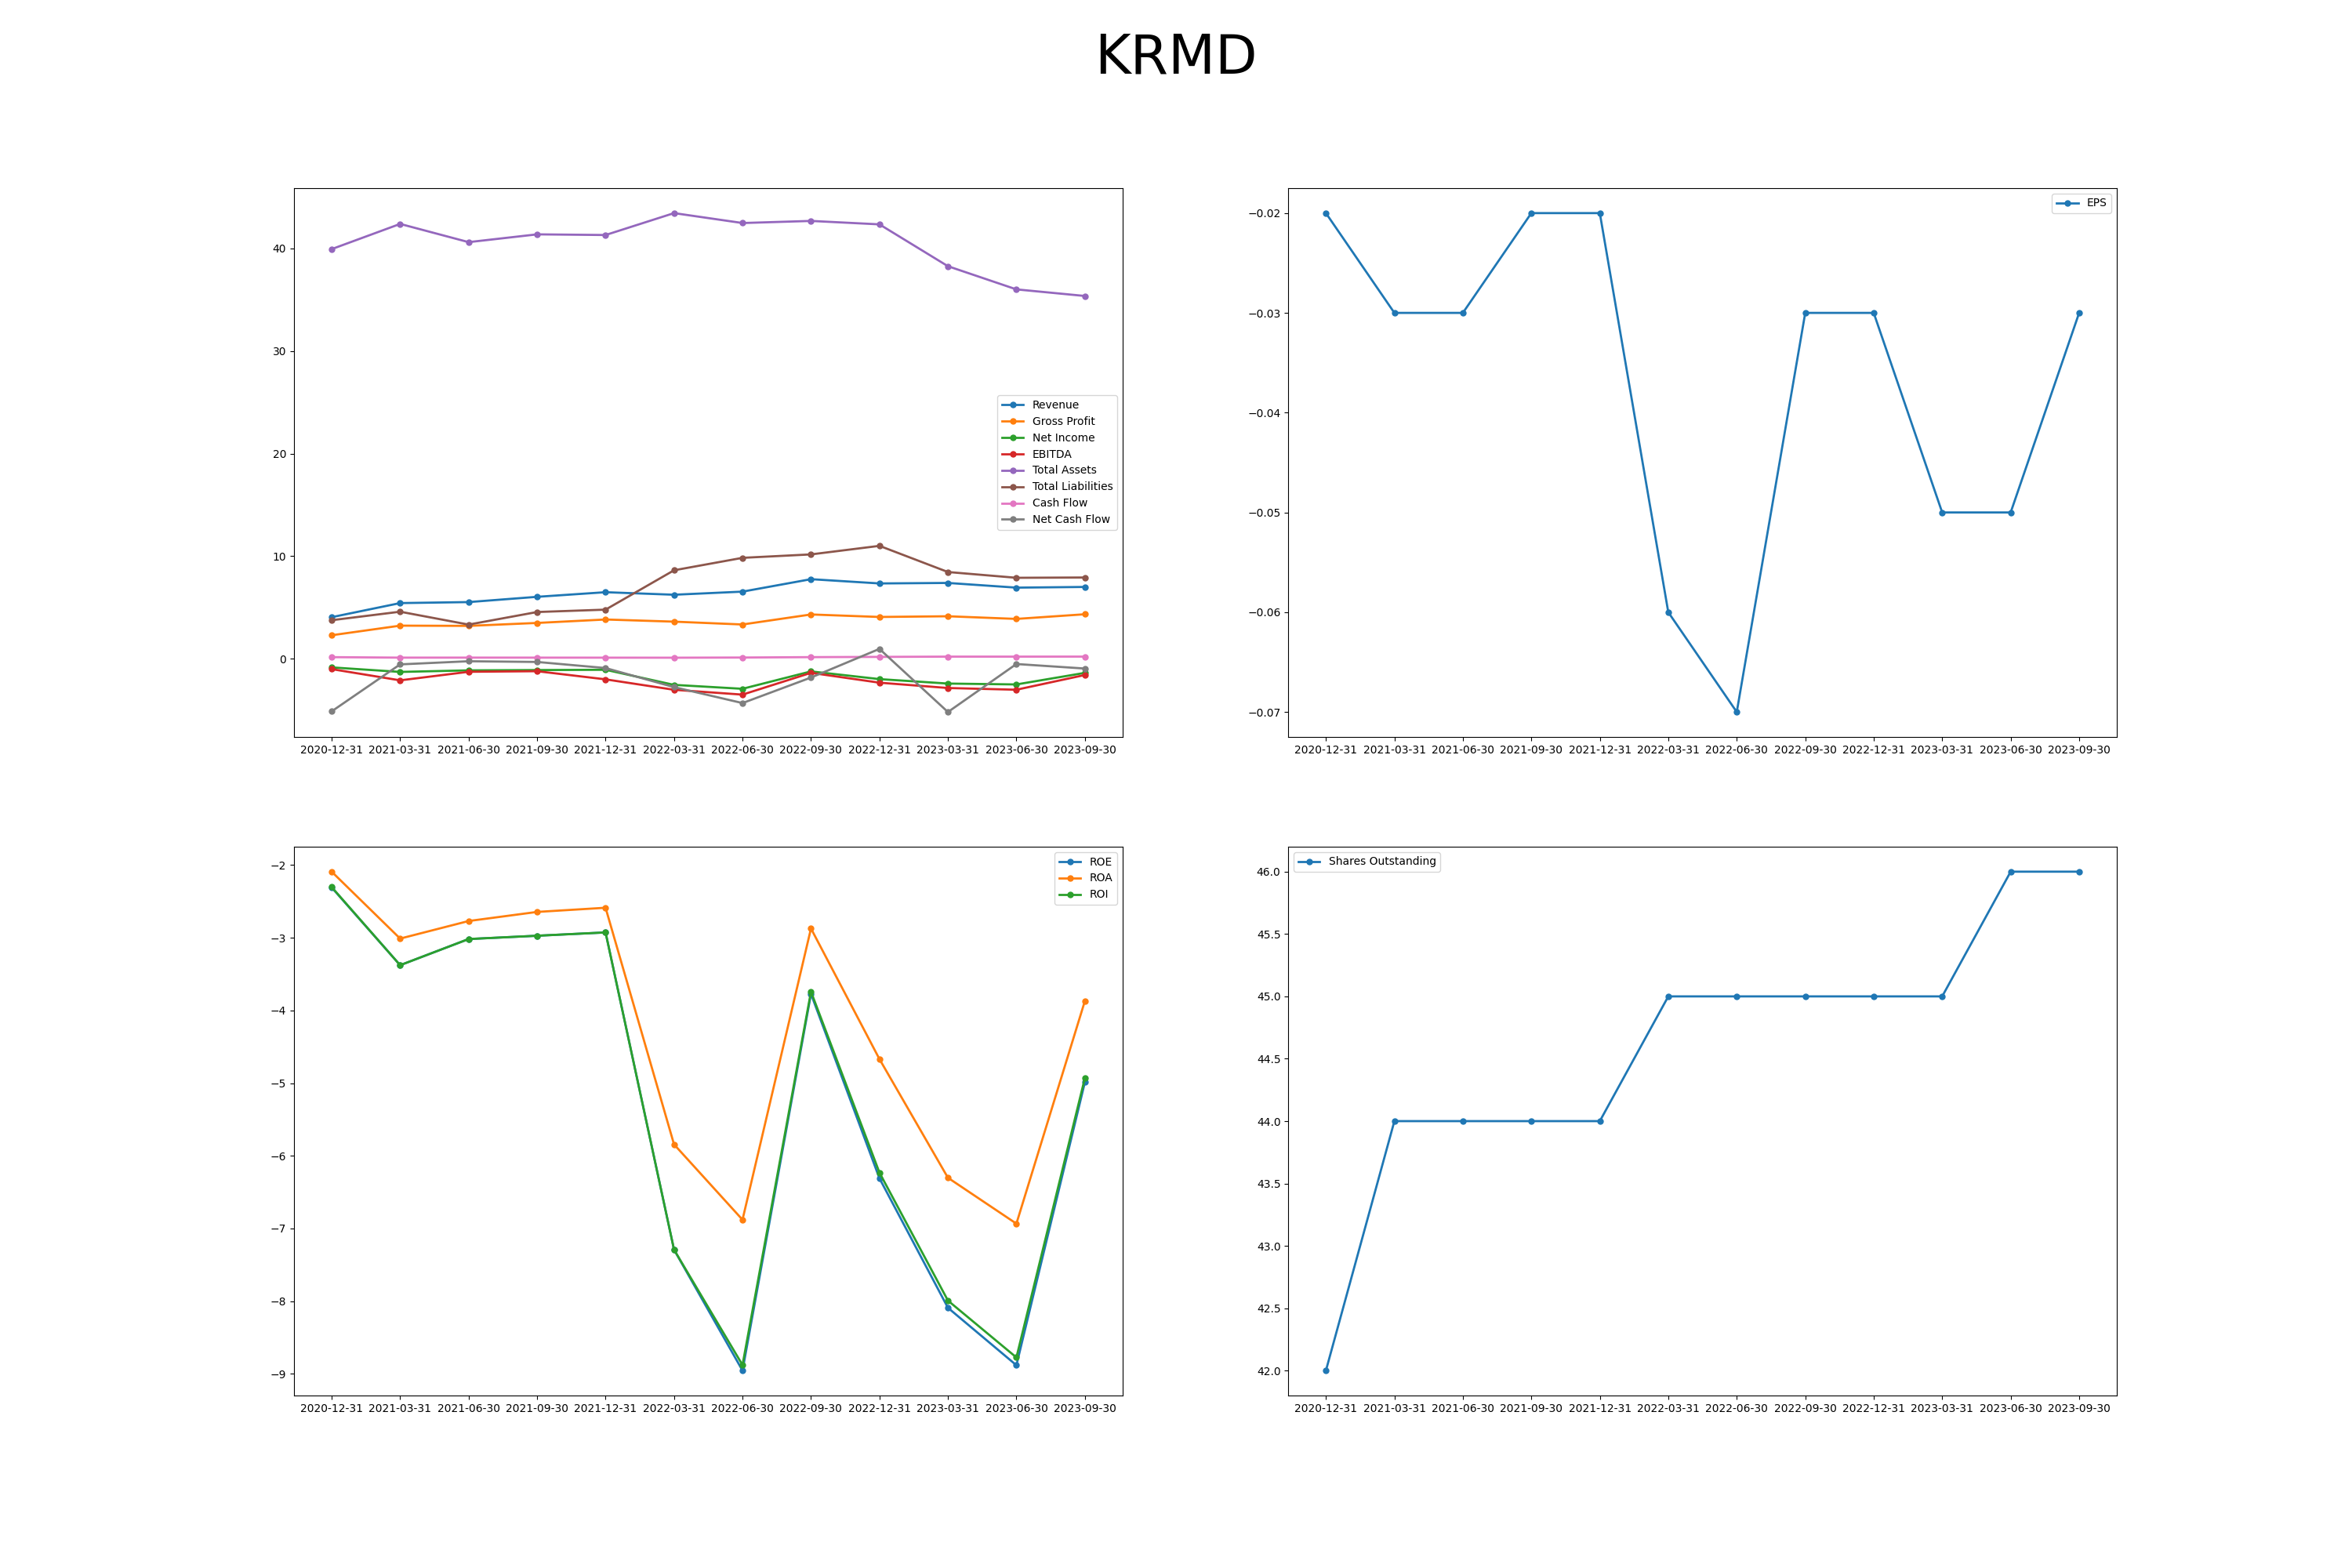 KRMD
40
30
20
10
0
Revenue
Gross Profit
Net Income
EBITDA
Total Assets
Total Liabilities
Cash Flow
Net Cash Flow
2020-12-31 2021-03-31 2021-06-30 2021-09-30 2021-12-31 2022-03-31 2022-06-30 2022-09-30 2022-12-31 2023-03-31 2023-06-30 2023-09-30
EPS
−0.02
−0.03
−0.04
−0.05
−0.06
−0.07
2020-12-31 2021-03-31 2021-06-30 2021-09-30 2021-12-31 2022-03-31 2022-06-30 2022-09-30 2022-12-31 2023-03-31 2023-06-30 2023-09-30
ROE
ROA
ROI
−2
−3
−4
−5
−6
−7
−8
−9
2020-12-31 2021-03-31 2021-06-30 2021-09-30 2021-12-31 2022-03-31 2022-06-30 2022-09-30 2022-12-31 2023-03-31 2023-06-30 2023-09-30
Shares Outstanding
46.0
45.5
45.0
44.5
44.0
43.5
43.0
42.5
42.0
2020-12-31 2021-03-31 2021-06-30 2021-09-30 2021-12-31 2022-03-31 2022-06-30 2022-09-30 2022-12-31 2023-03-31 2023-06-30 2023-09-30